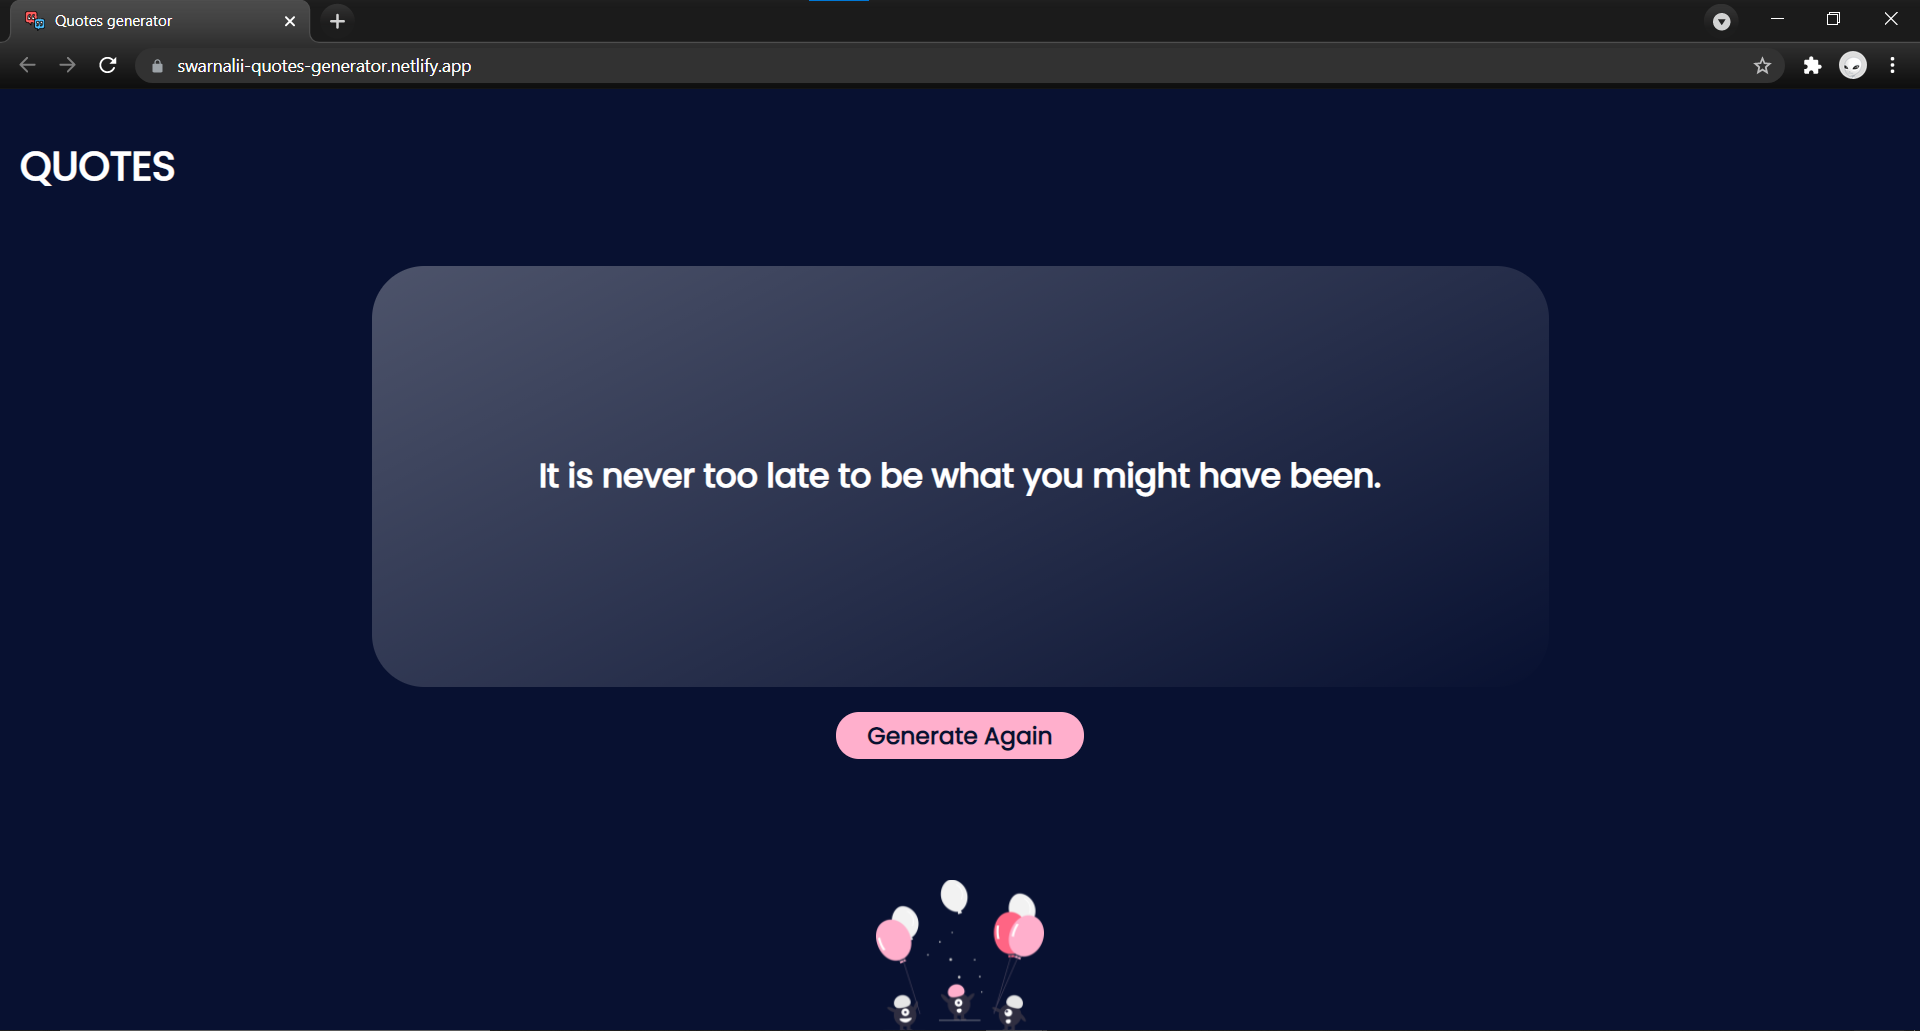 Quotes generator
swarnalii-quotes-generator.netlify.app
QUOTES
It is never too late to be what you might have been.
Generate Again